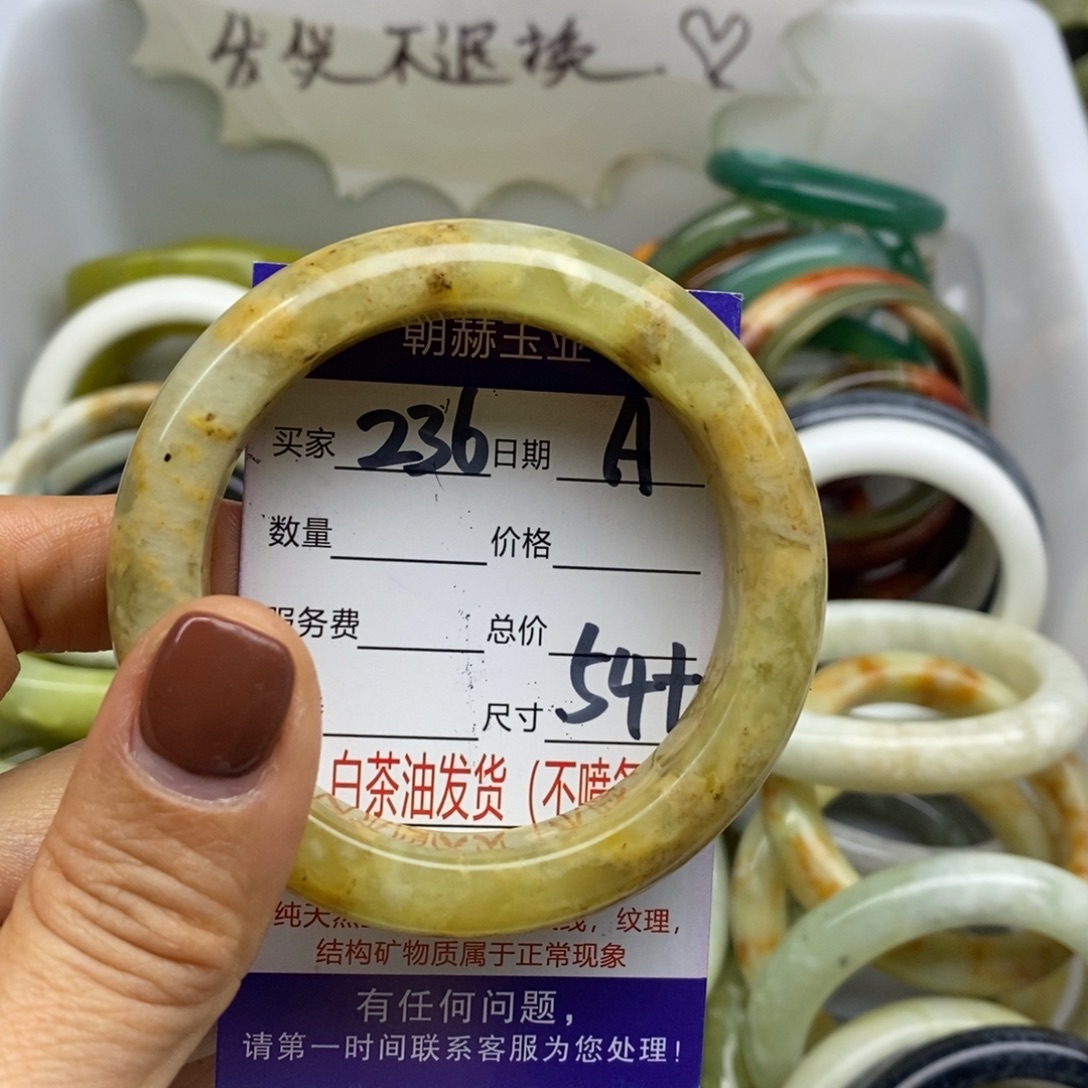 不退换
朝赫玉业
买家 236 日期 A
数量 价格
服务费 总价
尺寸 54+
白茶油发货（不喷
纯天然 纹理，
结构矿物质属于正常现象
有任何问题，
请第一时间联系客服为您处理！